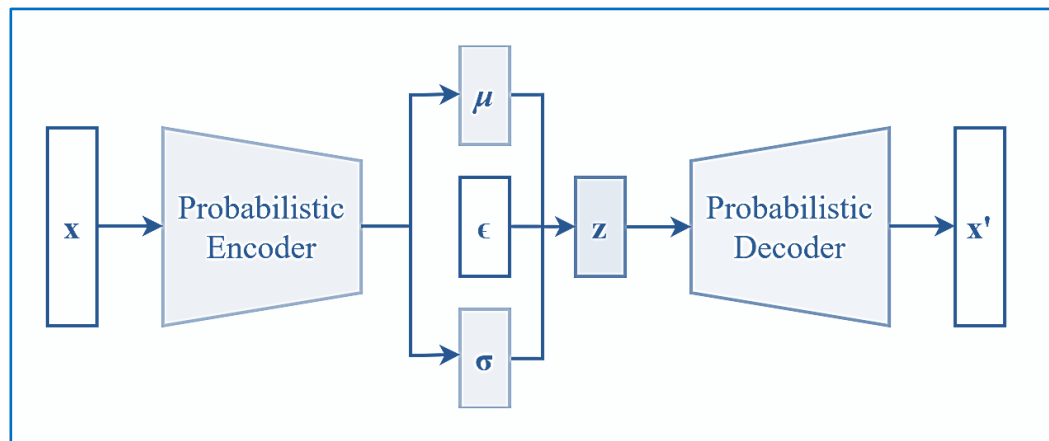 x
Probabilistic
Encoder
μ
ϵ
σ
z
Probabilistic
Decoder
x'